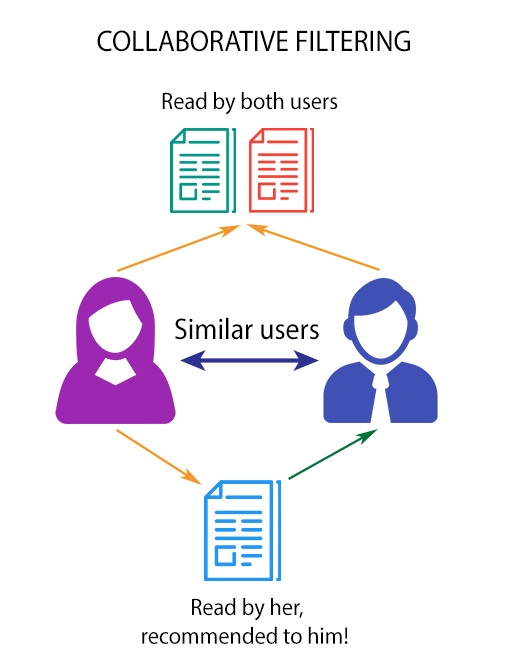 COLLABORATIVE FILTERING
Read by both users
Similar users
Read by her,
recommended to him!